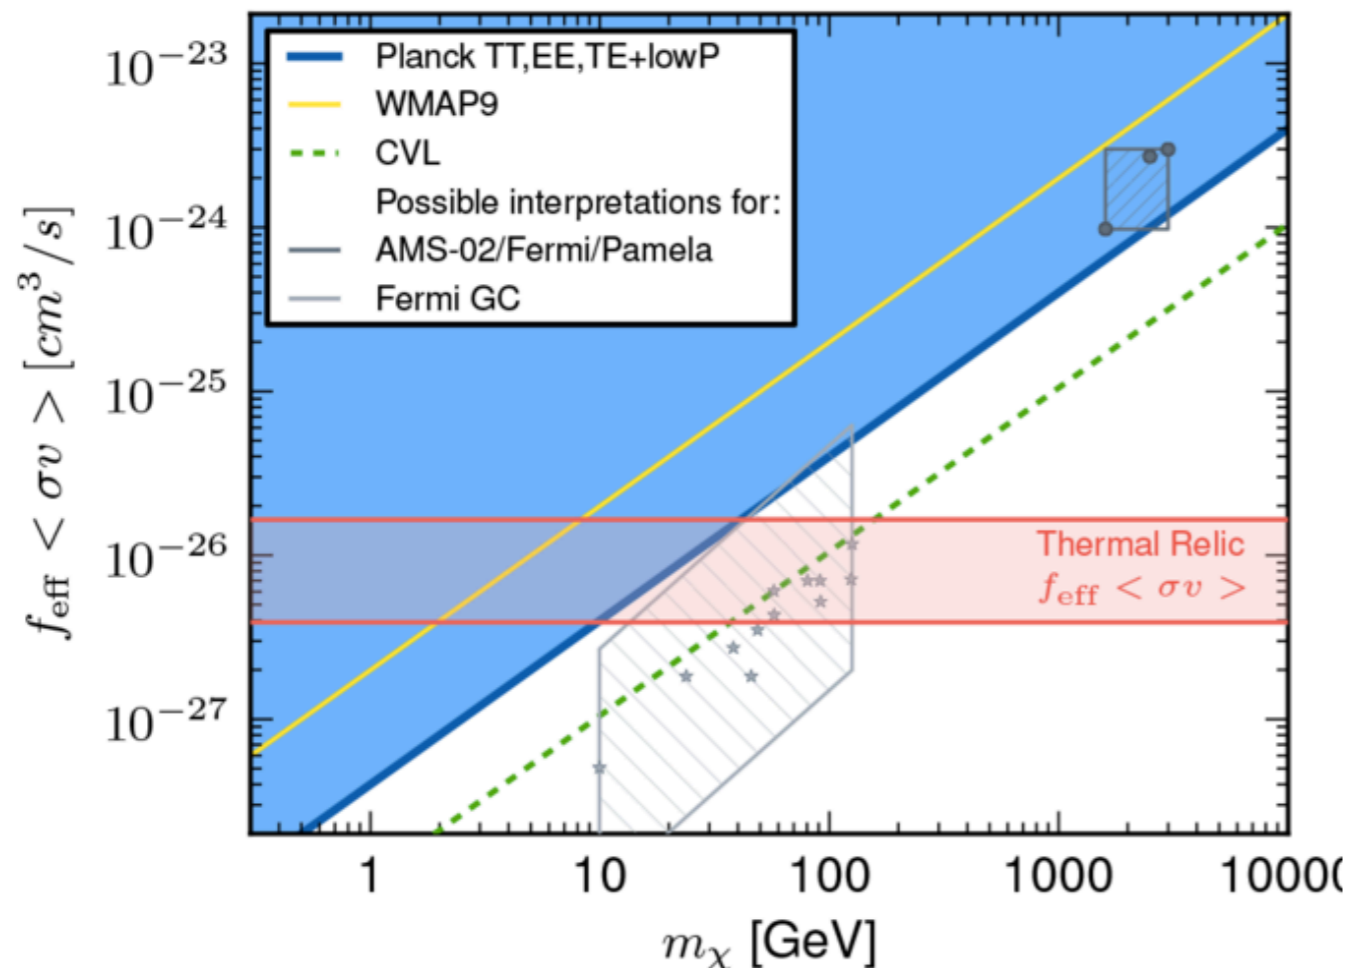 Planck TT,EE,TE+lowP
WMAP9
CVL
Possible interpretations for:
AMS-02/Fermi/Pamela
Fermi GC
Thermal Relic
f_eff < σv >
f_eff < σv > [cm³/s]
10⁻²³
10⁻²⁴
10⁻²⁵
10⁻²⁶
10⁻²⁷
1 10 100 1000 10000
m_χ [GeV]